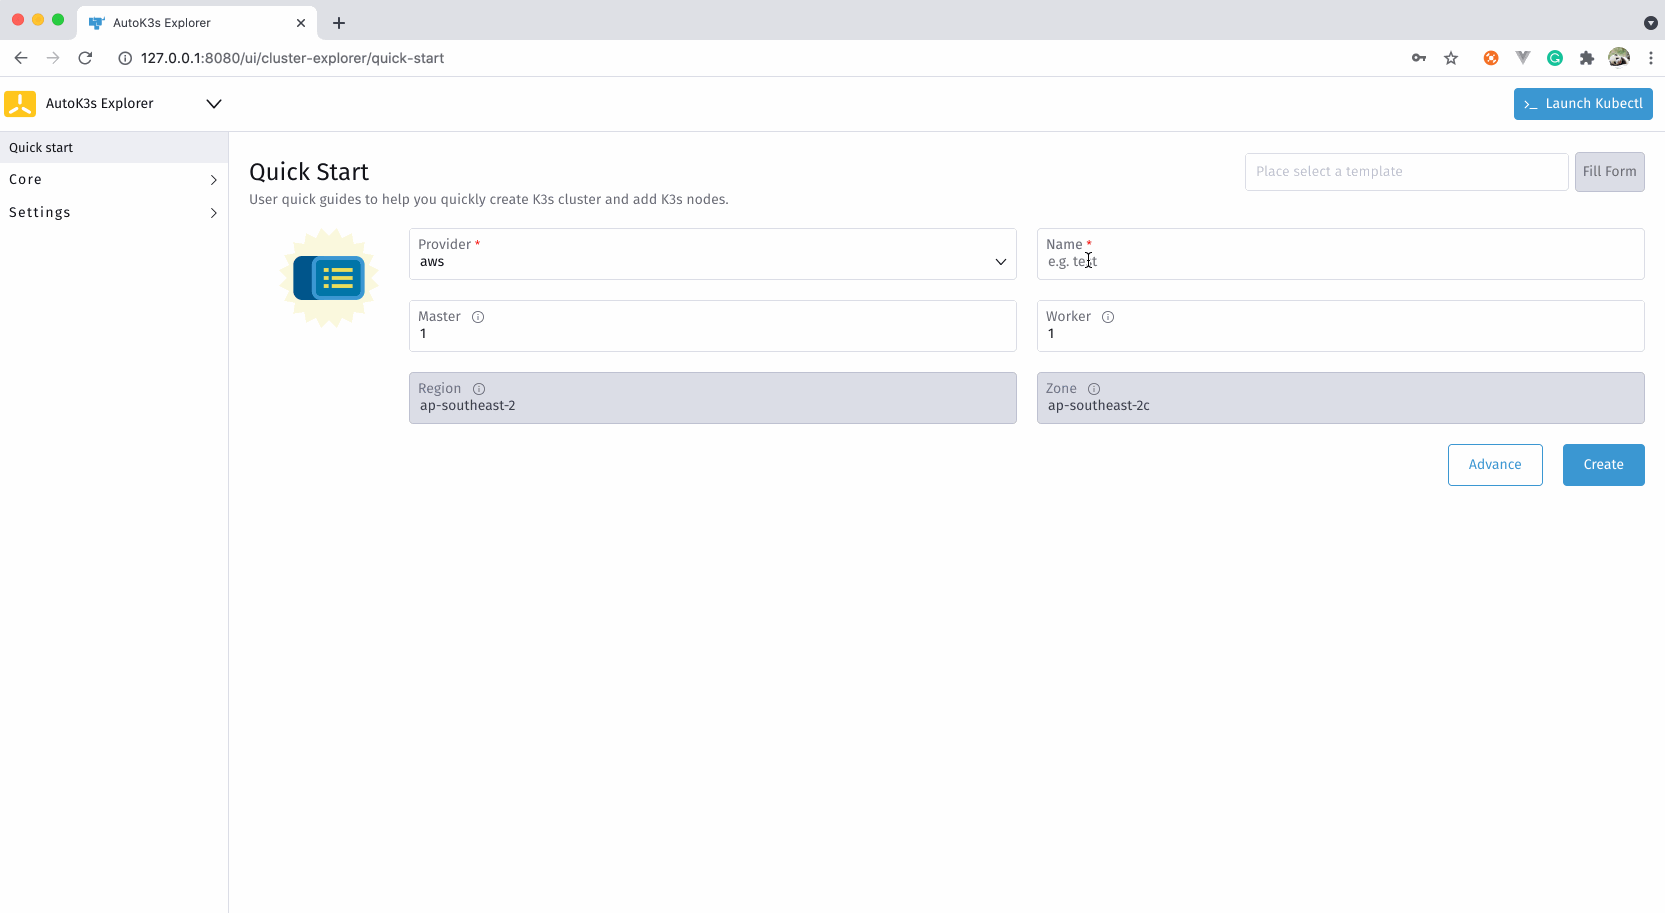 AutoK3s Explorer
127.0.0.1:8080/ui/cluster-explorer/quick-start
AutoK3s Explorer
>_ Launch Kubectl
Quick start
Core
Settings
Quick Start
User quick guides to help you quickly create K3s cluster and add K3s nodes.
Place select a template
Fill Form
Provider *
aws
Name *
e.g. test
Master
1
Worker
1
Region
ap-southeast-2
Zone
ap-southeast-2c
Advance
Create